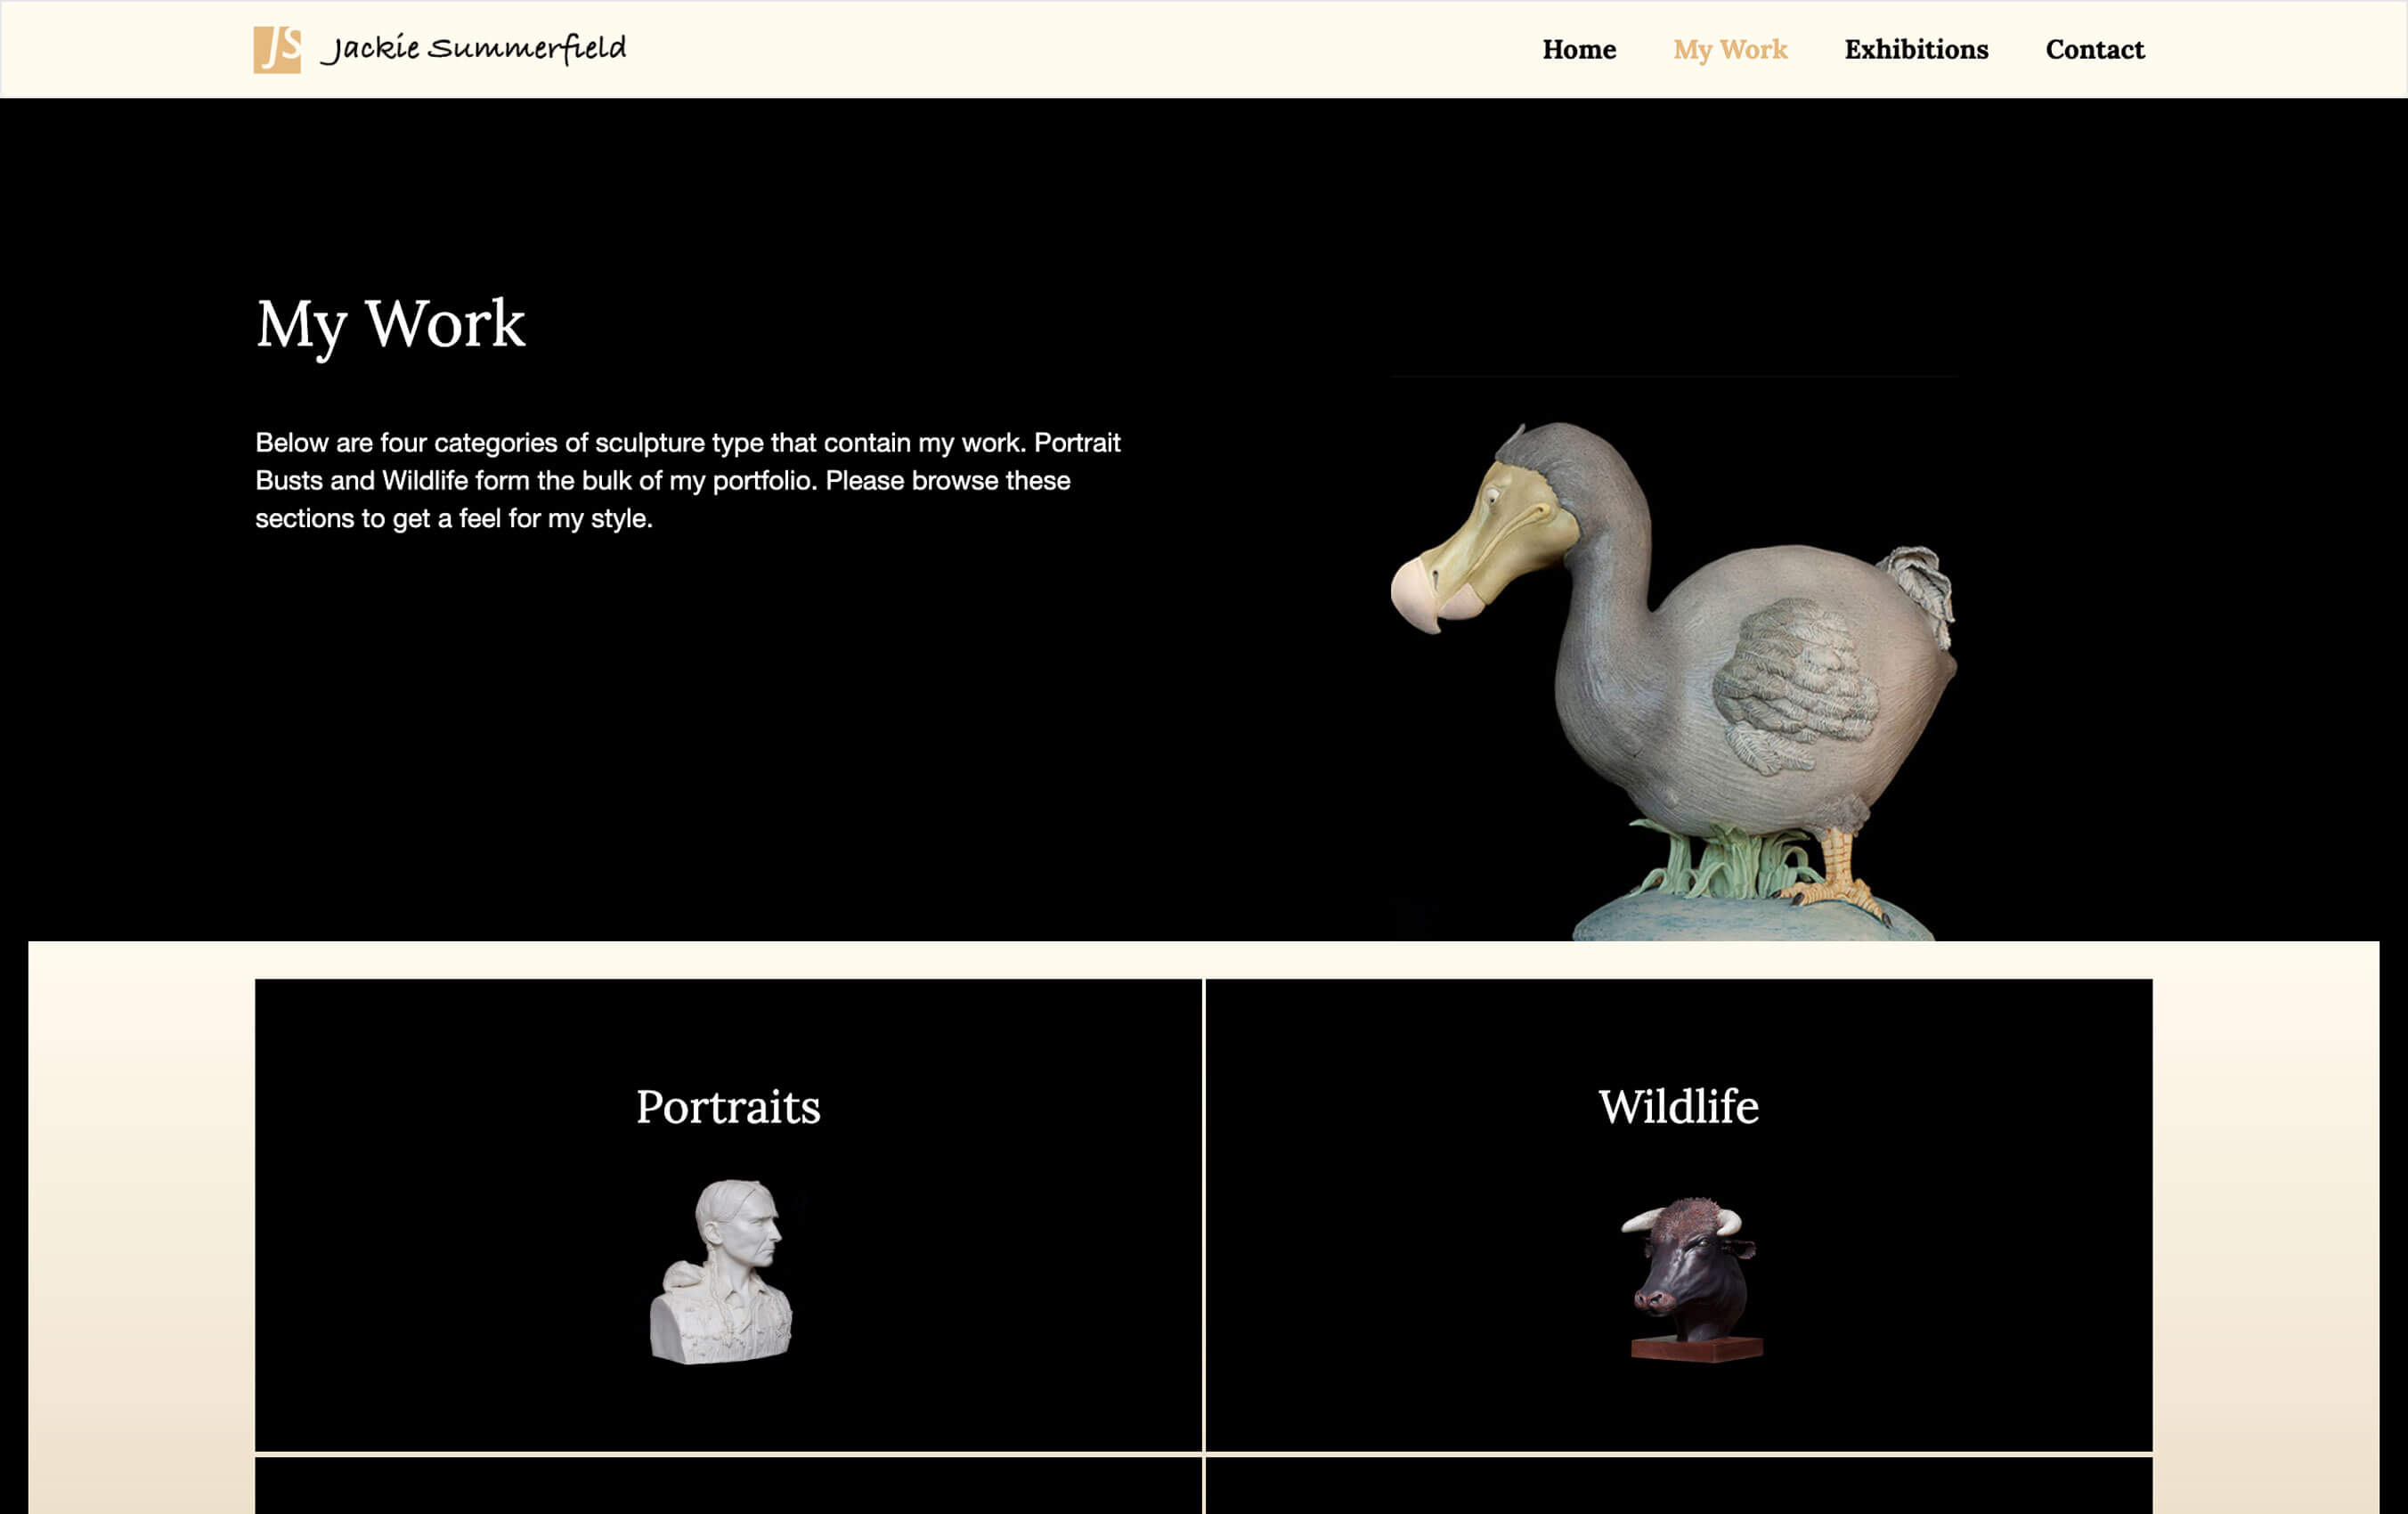 JS Jackie Summerfield
Home My Work Exhibitions Contact
My Work
Below are four categories of sculpture type that contain my work. Portrait
Busts and Wildlife form the bulk of my portfolio. Please browse these
sections to get a feel for my style.
Portraits
Wildlife